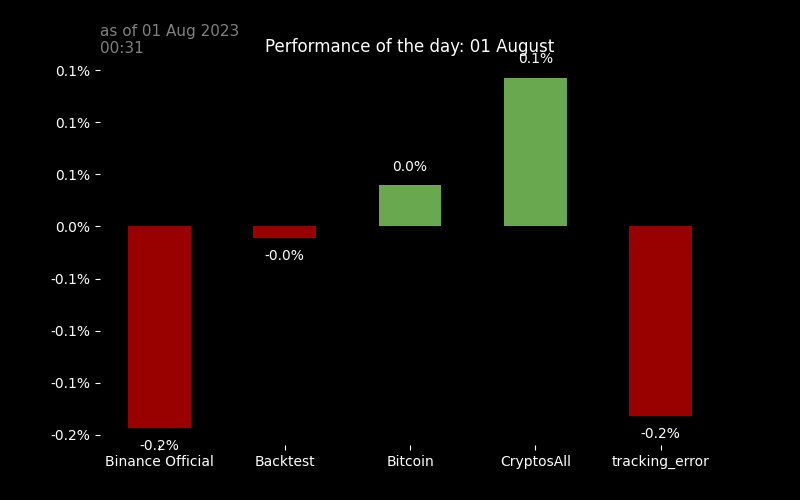 as of 01 Aug 2023
00:31
Performance of the day: 01 August
0.1%
0.1%
0.1%
0.0%
-0.1%
-0.1%
-0.1%
-0.2%
-0.2%
-0.0%
0.0%
0.1%
-0.2%
Binance Official
Backtest
Bitcoin
CryptosAll
tracking_error